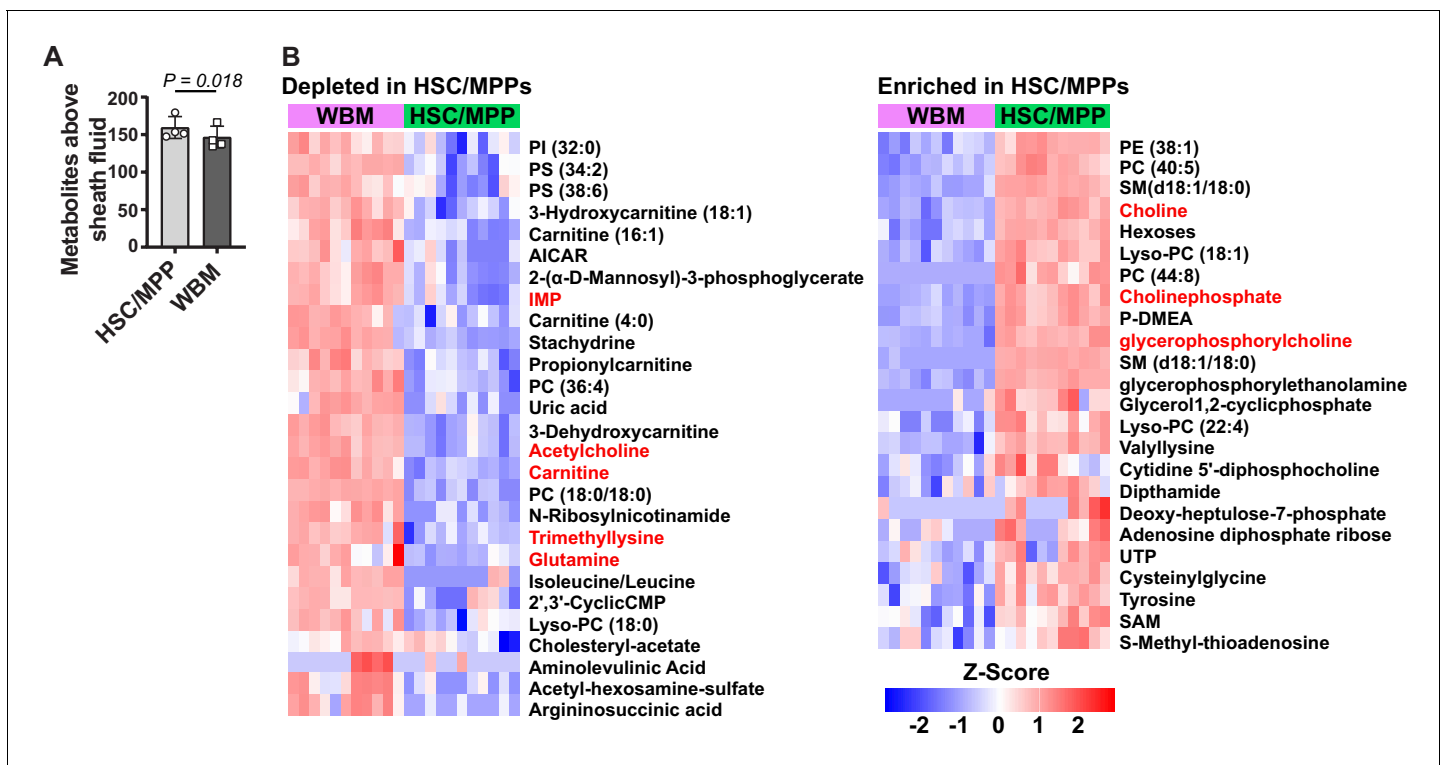 A
P = 0.018
Metabolites above
sheath fluid
200
150
100
50
0
HSC/MPP
WBM
B
Depleted in HSC/MPPs
WBM
HSC/MPP
PI (32:0)
PS (34:2)
PS (38:6)
3-Hydroxycarnitine (18:1)
Carnitine (16:1)
AICAR
2-(α-D-Mannosyl)-3-phosphoglycerate
IMP
Carnitine (4:0)
Stachydrine
Propionylcarnitine
PC (36:4)
Uric acid
3-Dehydroxycarnitine
Acetylcholine
Carnitine
PC (18:0/18:0)
N-Ribosylnicotinamide
Trimethyllysine
Glutamine
Isoleucine/Leucine
2',3'-CyclicCMP
Lyso-PC (18:0)
Cholesteryl-acetate
Aminolevulinic Acid
Acetyl-hexosamine-sulfate
Argininosuccinic acid
Enriched in HSC/MPPs
WBM
HSC/MPP
PE (38:1)
PC (40:5)
SM(d18:1/18:0)
Choline
Hexoses
Lyso-PC (18:1)
PC (44:8)
Cholinephosphate
P-DMEA
glycerophosphorylcholine
SM (d18:1/18:0)
glycerophosphorylethanolamine
Glycerol1,2-cyclicphosphate
Lyso-PC (22:4)
Valyllysine
Cytidine 5'-diphosphocholine
Dipthamide
Deoxy-heptulose-7-phosphate
Adenosine diphosphate ribose
UTP
Cysteinylglycine
Tyrosine
SAM
S-Methyl-thioadenosine
Z-Score
-2 -1 0 1 2